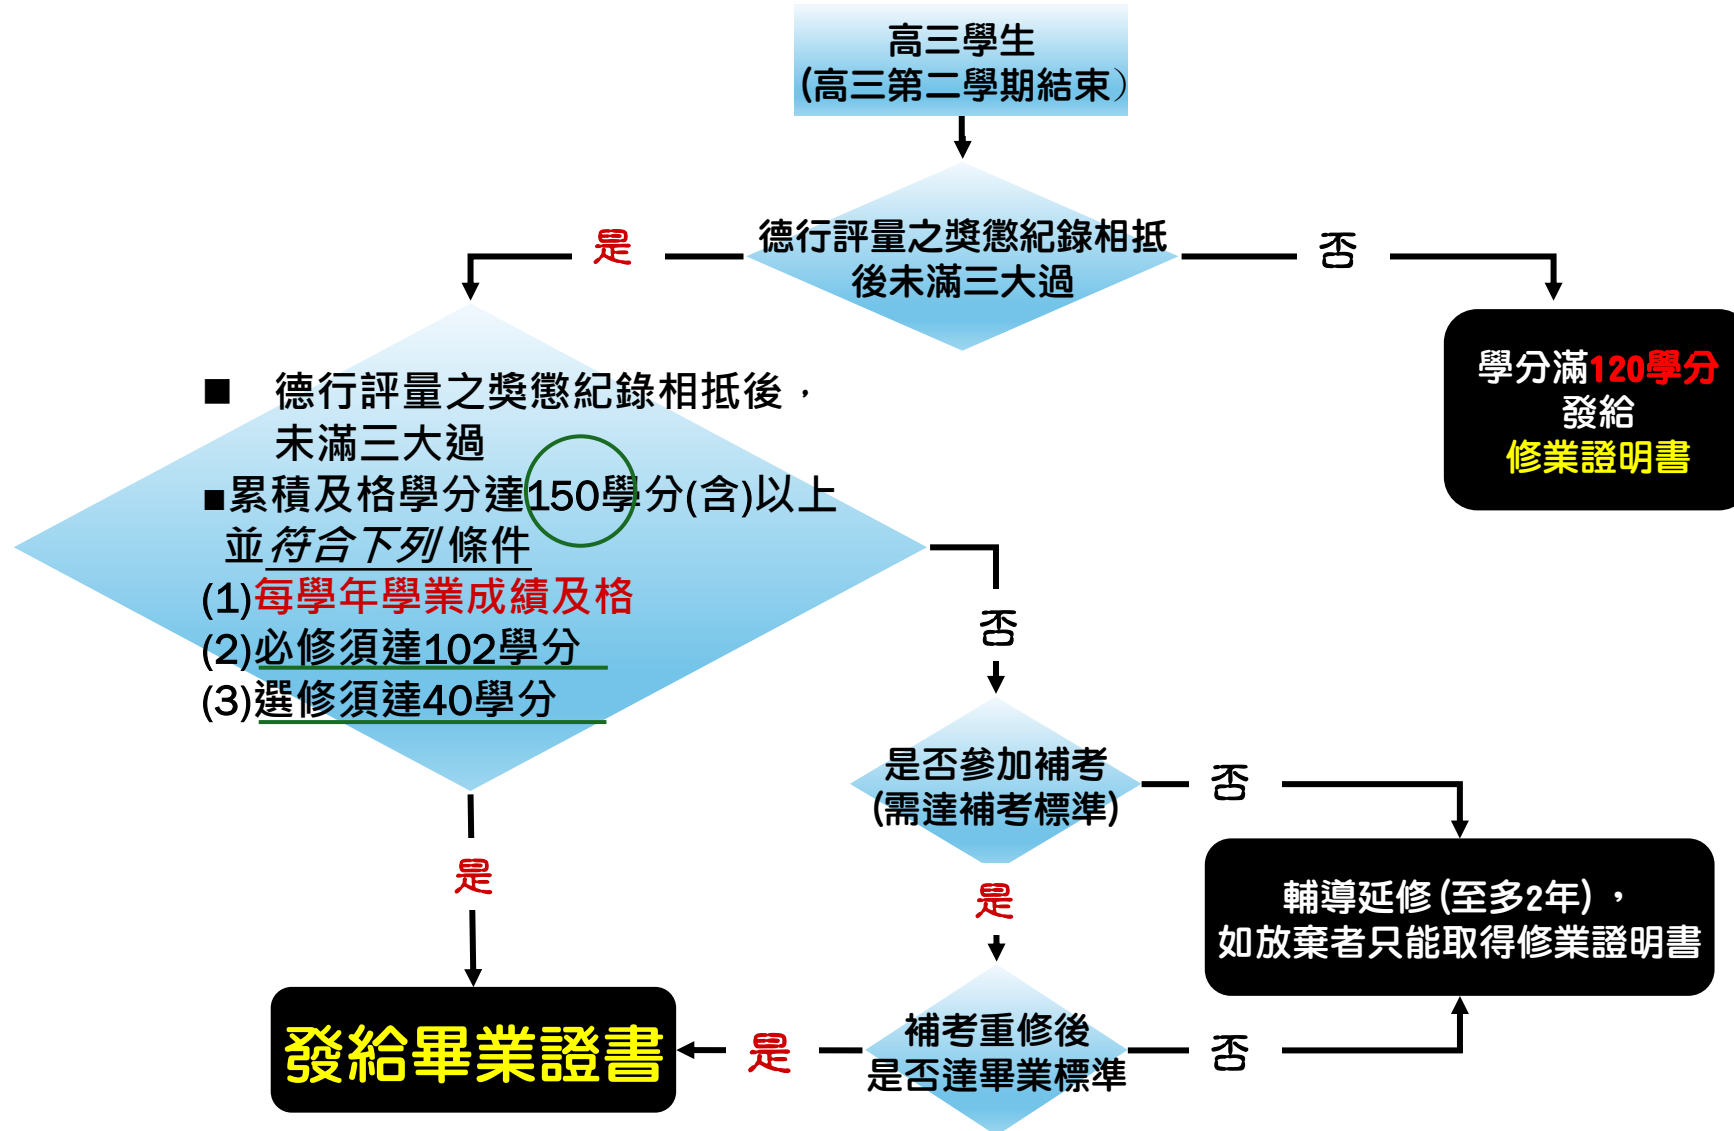 高三學生
(高三第二學期結束）
德行評量之獎懲紀錄相抵
後未滿三大過
是
否
學分滿120學分
發給
修業證明書
■ 德行評量之獎懲紀錄相抵後，
未滿三大過
■累積及格學分達150學分(含)以上
並符合下列條件
(1)每學年學業成績及格
(2)必修須達102學分
(3)選修須達40學分
否
是否參加補考
(需達補考標準)
否
是
是
輔導延修(至多2年)，
如放棄者只能取得修業證明書
發給畢業證書
是
補考重修後
是否達畢業標準
否